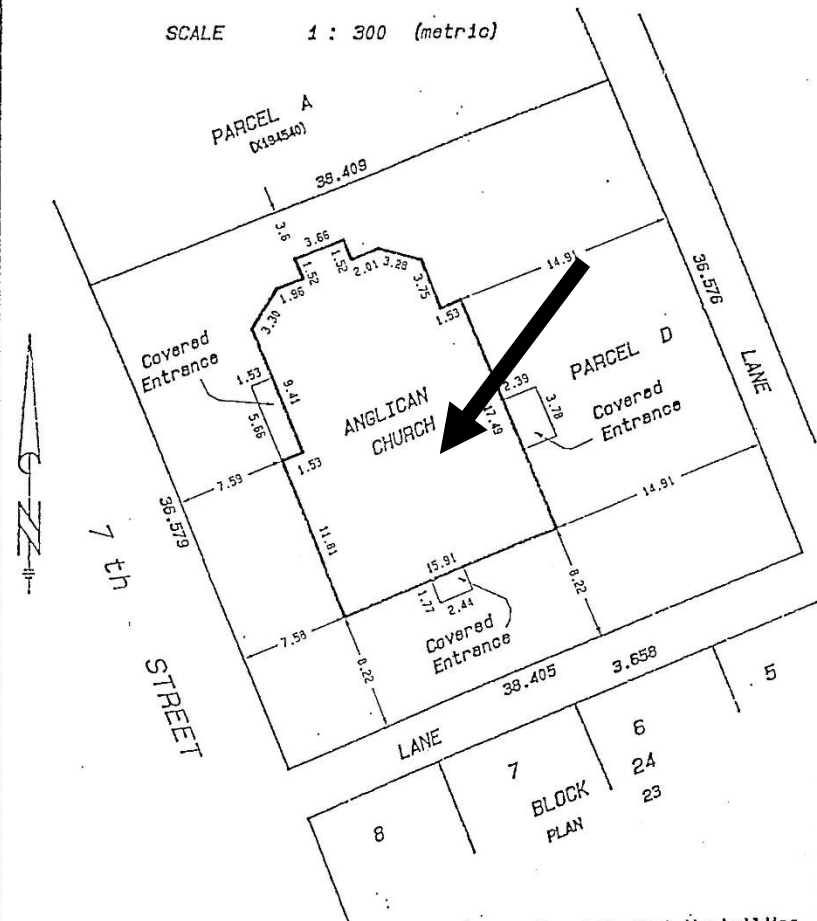 SCALE 1 : 300 (metric)
PARCEL A
(X194540)
38.409
3.6
3.66
1.52
1.52
2.01
3.28
1.96
3.30
3.75
14.91
1.53
36.576
LANE
Covered
Entrance
1.53
9.41
5.66
ANGLICAN
CHURCH
PARCEL D
2.39
3.78
17.49
Covered
Entrance
1.53
7.59
36.579
14.91
N
7 th STREET
11.81
15.91
1.77
2.44
8.22
Covered
Entrance
7.58
8.22
38.405
3.658
LANE
5
6
7
8
BLOCK 24
PLAN 23